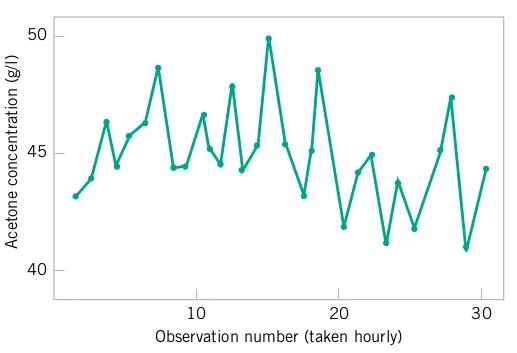 50
45
40
Acetone concentration (g/l)
10 20 30
Observation number (taken hourly)